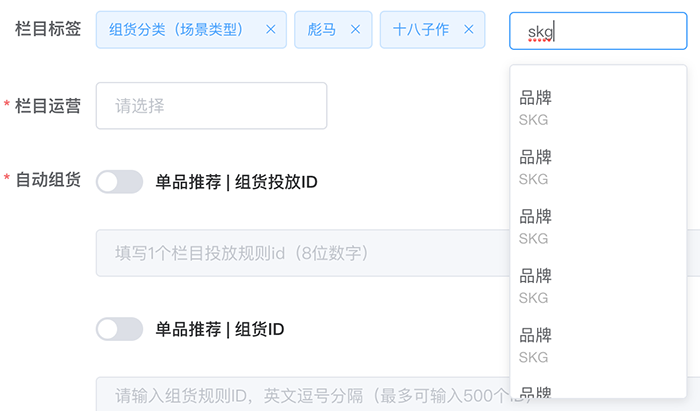 栏目标签 组货分类（场景类型） × 彪马 × 十八子作 × skg
* 栏目运营 请选择
品牌
SKG
品牌
SKG
* 自动组货 单品推荐 | 组货投放ID
品牌
SKG
填写1个栏目投放规则id（8位数字）
品牌
SKG
单品推荐 | 组货ID
品牌
SKG
请输入组货规则ID，英文逗号分隔（最多可输入500个ID
品牌